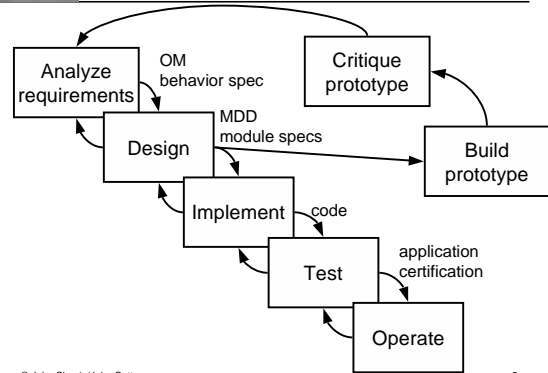 Analyze
requirements
OM
behavior spec
Critique
prototype
Design
MDD
module specs
Build
prototype
Implement
code
Test
application
certification
Operate